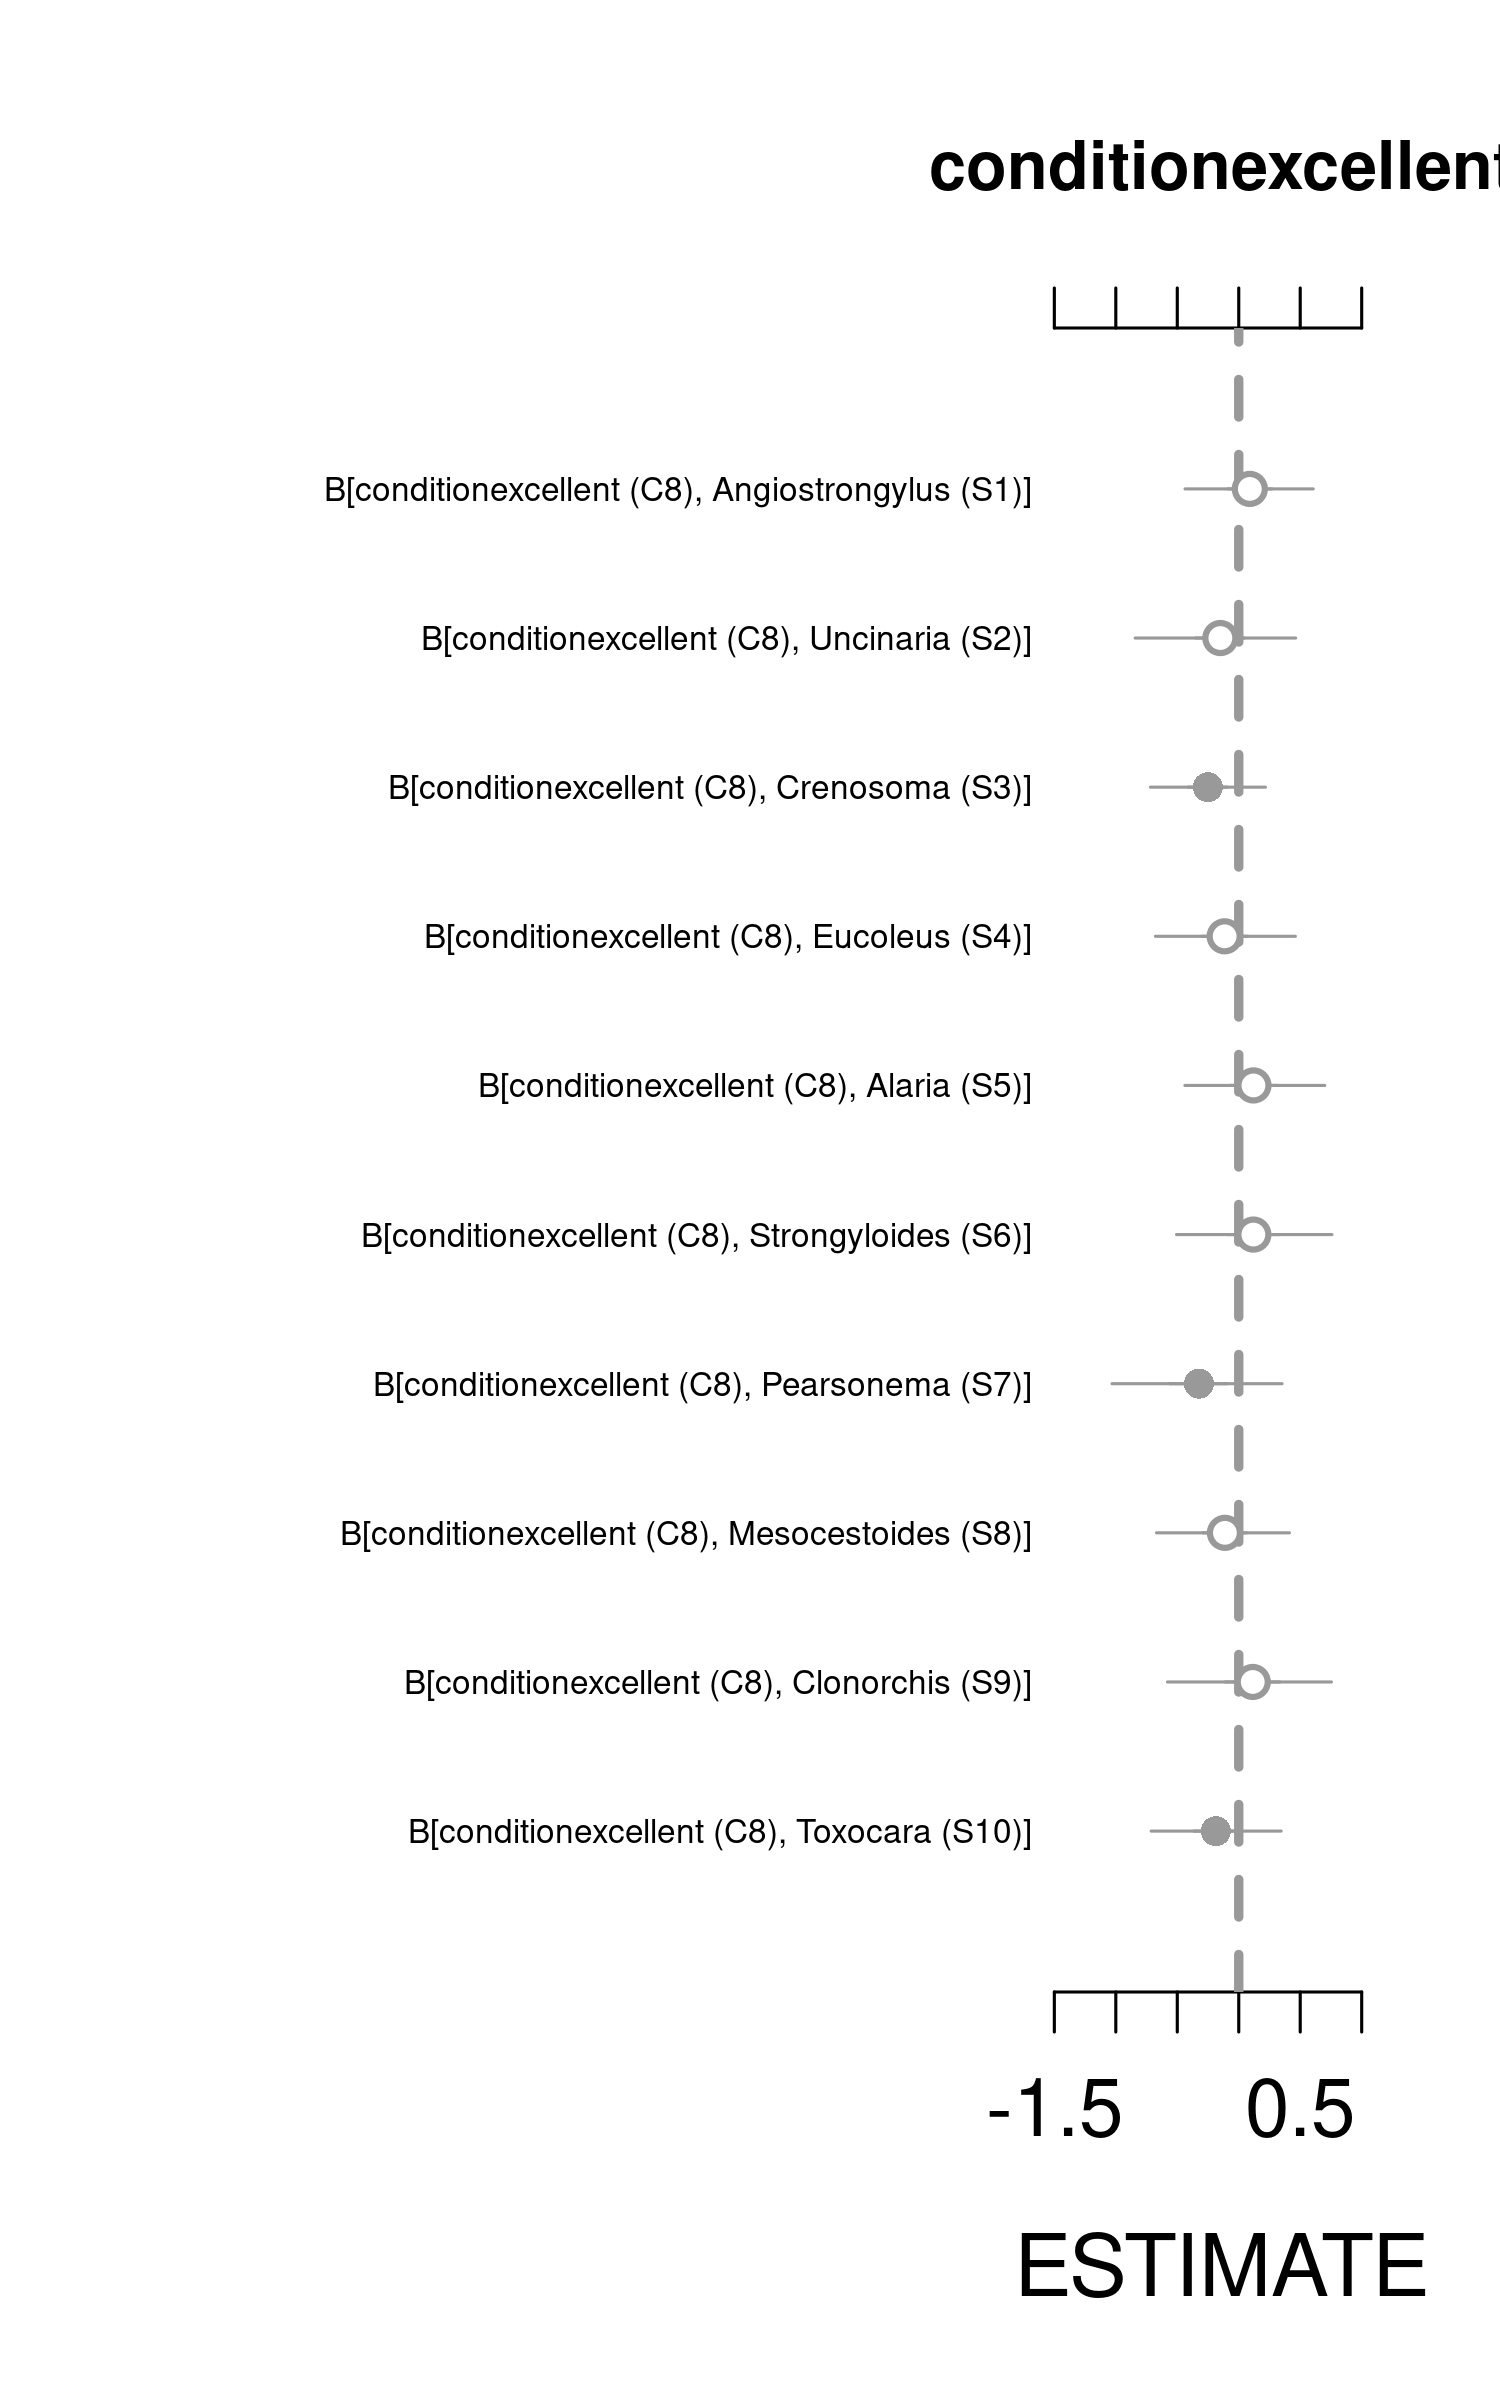 conditionexcellent
B[conditionexcellent (C8), Angiostrongylus (S1)]
B[conditionexcellent (C8), Uncinaria (S2)]
B[conditionexcellent (C8), Crenosoma (S3)]
B[conditionexcellent (C8), Eucoleus (S4)]
B[conditionexcellent (C8), Alaria (S5)]
B[conditionexcellent (C8), Strongyloides (S6)]
B[conditionexcellent (C8), Pearsonema (S7)]
B[conditionexcellent (C8), Mesocestoides (S8)]
B[conditionexcellent (C8), Clonorchis (S9)]
B[conditionexcellent (C8), Toxocara (S10)]
-1.5 0.5
ESTIMATE